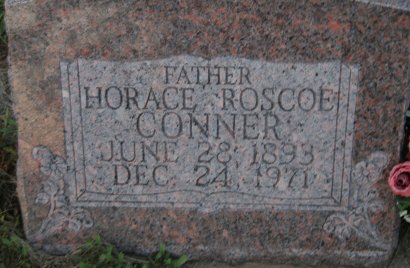 FATHER
HORACE ROSCOE
CONNER
JUNE 28 1893
DEC. 24, 1971